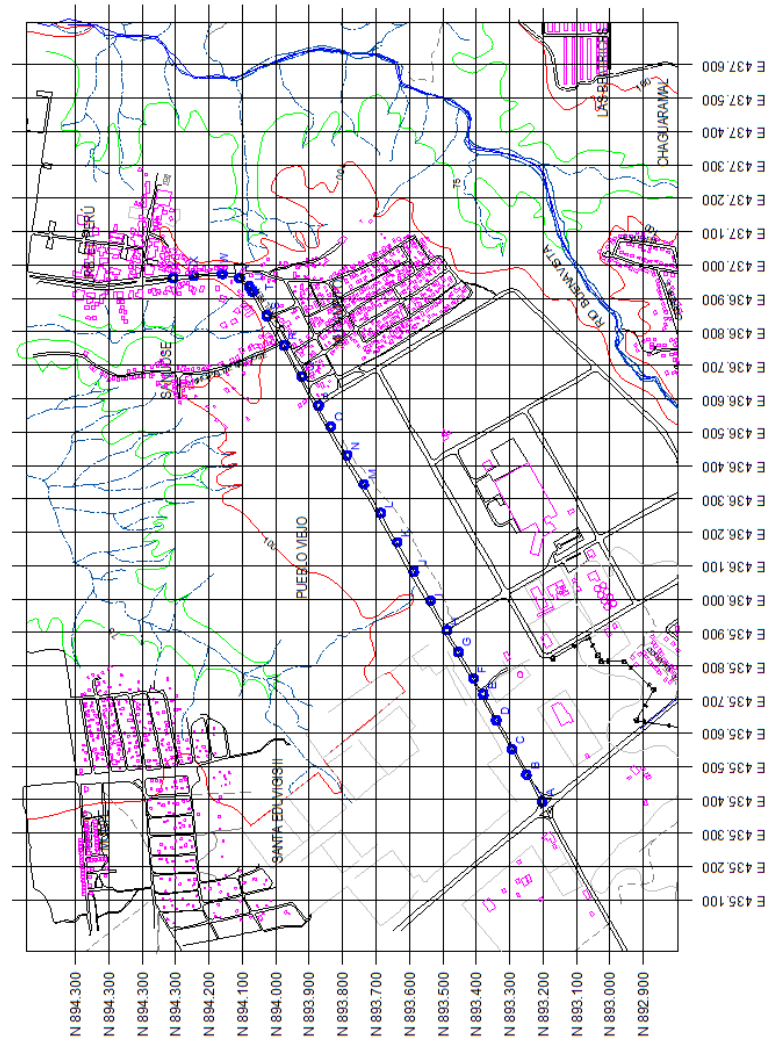 E 437.600
E 437.500
E 437.400
E 437.300
E 437.200
E 437.100
E 437.000
E 436.900
E 436.800
E 436.700
E 436.600
E 436.500
E 436.400
E 436.300
E 436.200
E 436.100
E 436.000
E 435.900
E 435.800
E 435.700
E 435.600
E 435.500
E 435.400
E 435.300
E 435.200
E 435.100
N 894.300
N 894.300
N 894.300
N 894.200
N 894.100
N 894.000
N 893.900
N 893.800
N 893.700
N 893.600
N 893.500
N 893.400
N 893.300
N 893.200
N 893.100
N 893.000
N 892.900
CHAGUARAMAL
RIO BUENAVISTA
SAN JOSE
PUEBLO VIEJO
SANTA EDUVIGIS II
100
75
W
S
O
N
M
L
K
J
I
H
G
F
E
D
C
B
A